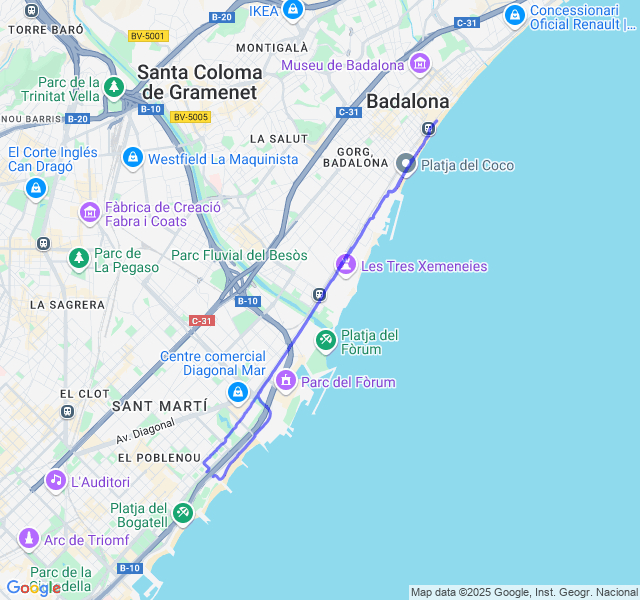 IKEA
Concessionari
Oficial Renault |...
TORRE BARÓ
B-20
C-31
BV-5001
MONTIGALÀ
Museu de Badalona
Parc de la
Trinitat Vella
Santa Coloma
de Gramenet
Badalona
B-10
C-31
NOU BARRIS
B-20
BV-5005
LA SALUT
El Corte Inglés
Can Dragó
Westfield La Maquinista
GORG,
BADALONA
Platja del Coco
Fàbrica de Creació
Fabra i Coats
Parc de
La Pegaso
Parc Fluvial del Besòs
Les Tres Xemeneies
LA SAGRERA
B-10
C-31
Platja del
Fòrum
Centre comercial
Diagonal Mar
Parc del Fòrum
EL CLOT
SANT MARTÍ
Av. Diagonal
EL POBLENOU
L'Auditori
Platja del
Bogatell
Arc de Triomf
B-10
Parc de la
Ciutadella
Google
Map data ©2025 Google, Inst. Geogr. Nacional